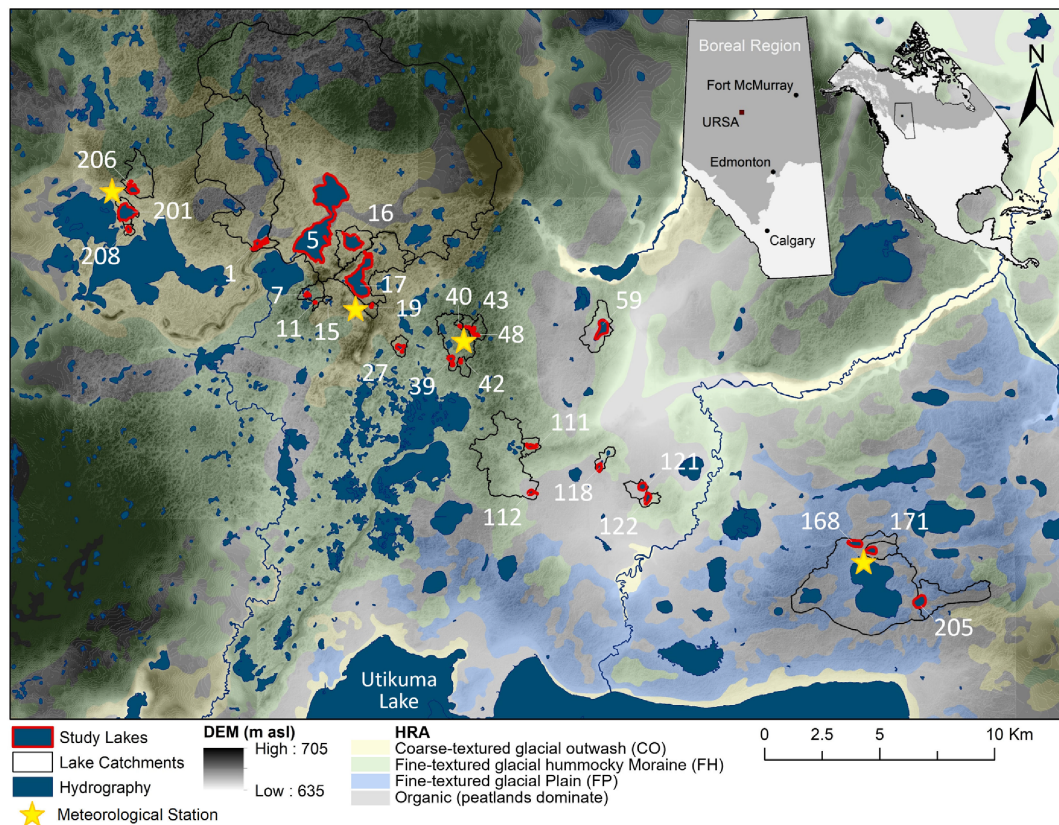 Boreal Region
Fort McMurray
URSA
Edmonton
Calgary
N
206
201
208
1
5
16
7
11
15
17
19
40
43
48
59
27
39
42
111
112
118
121
122
168
171
205
Utikuma
Lake
Study Lakes
Lake Catchments
Hydrography
Meteorological Station
DEM (m asl)
High : 705
Low : 635
HRA
Coarse-textured glacial outwash (CO)
Fine-textured glacial hummocky Moraine (FH)
Fine-textured glacial Plain (FP)
Organic (peatlands dominate)
0 2.5 5 10 Km